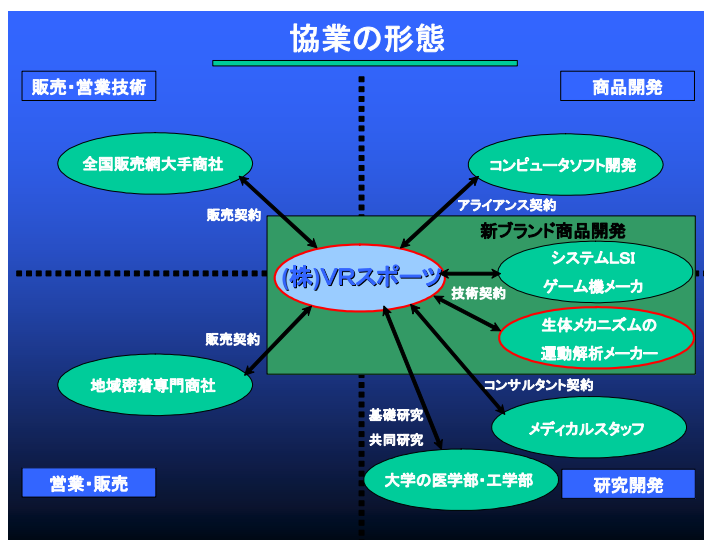 協業の形態
販売・営業技術
商品開発
全国販売網大手商社
コンピュータソフト開発
販売契約
アライアンス契約
新ブランド商品開発
(株)VRスポーツ
システムLSI
ゲーム機メーカ
技術契約
生体メカニズムの
運動解析メーカー
販売契約
地域密着専門商社
コンサルタント契約
基礎研究
共同研究
メディカルスタッフ
大学の医学部・工学部
営業・販売
研究開発